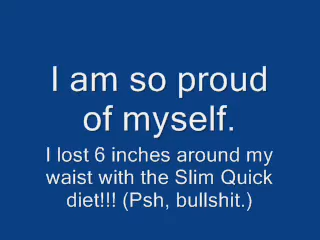 I am so proud
of myself.
I lost 6 inches around my
waist with the Slim Quick
diet!!! (Psh, bullshit.)